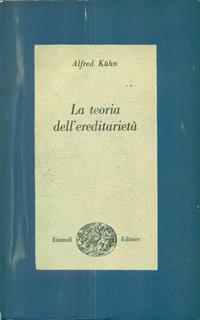 Alfred Kühn
La teoria
dell'ereditarietà
Einaudi Editore